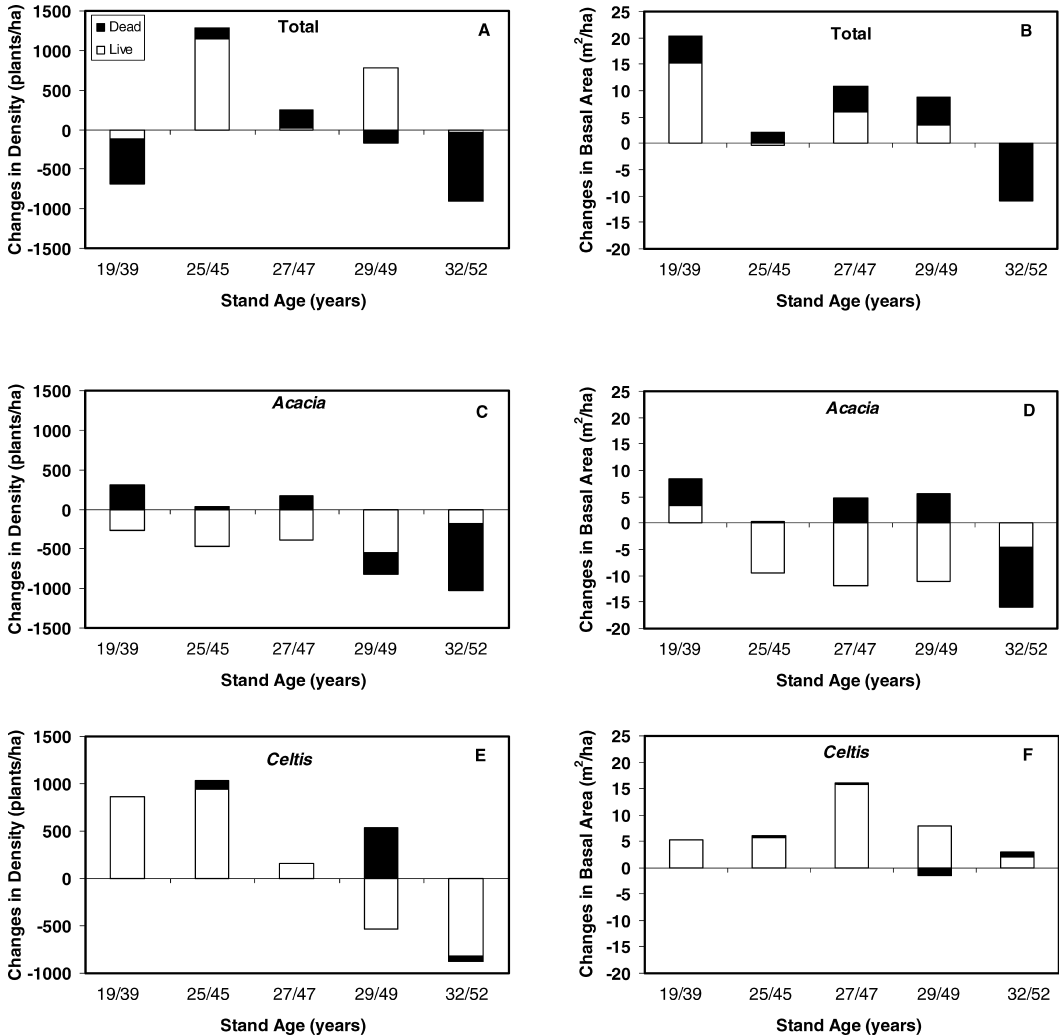 Changes in Density (plants/ha)
1500
1000
500
0
-500
-1000
-1500
Dead
Live
Total
A
19/39 25/45 27/47 29/49 32/52
Stand Age (years)
Changes in Basal Area (m²/ha)
25
20
15
10
5
0
-5
-10
-15
-20
Total
B
19/39 25/45 27/47 29/49 32/52
Stand Age (years)
Changes in Density (plants/ha)
1500
1000
500
0
-500
-1000
-1500
Acacia
C
19/39 25/45 27/47 29/49 32/52
Stand Age (years)
Changes in Basal Area (m²/ha)
25
20
15
10
5
0
-5
-10
-15
-20
Acacia
D
19/39 25/45 27/47 29/49 32/52
Stand Age (years)
Changes in Density (plants/ha)
1500
1000
500
0
-500
-1000
Celtis
E
19/39 25/45 27/47 29/49 32/52
Stand Age (years)
Changes in Basal Area (m²/ha)
25
20
15
10
5
0
-5
-10
-15
-20
Celtis
F
19/39 25/45 27/47 29/49 32/52
Stand Age (years)